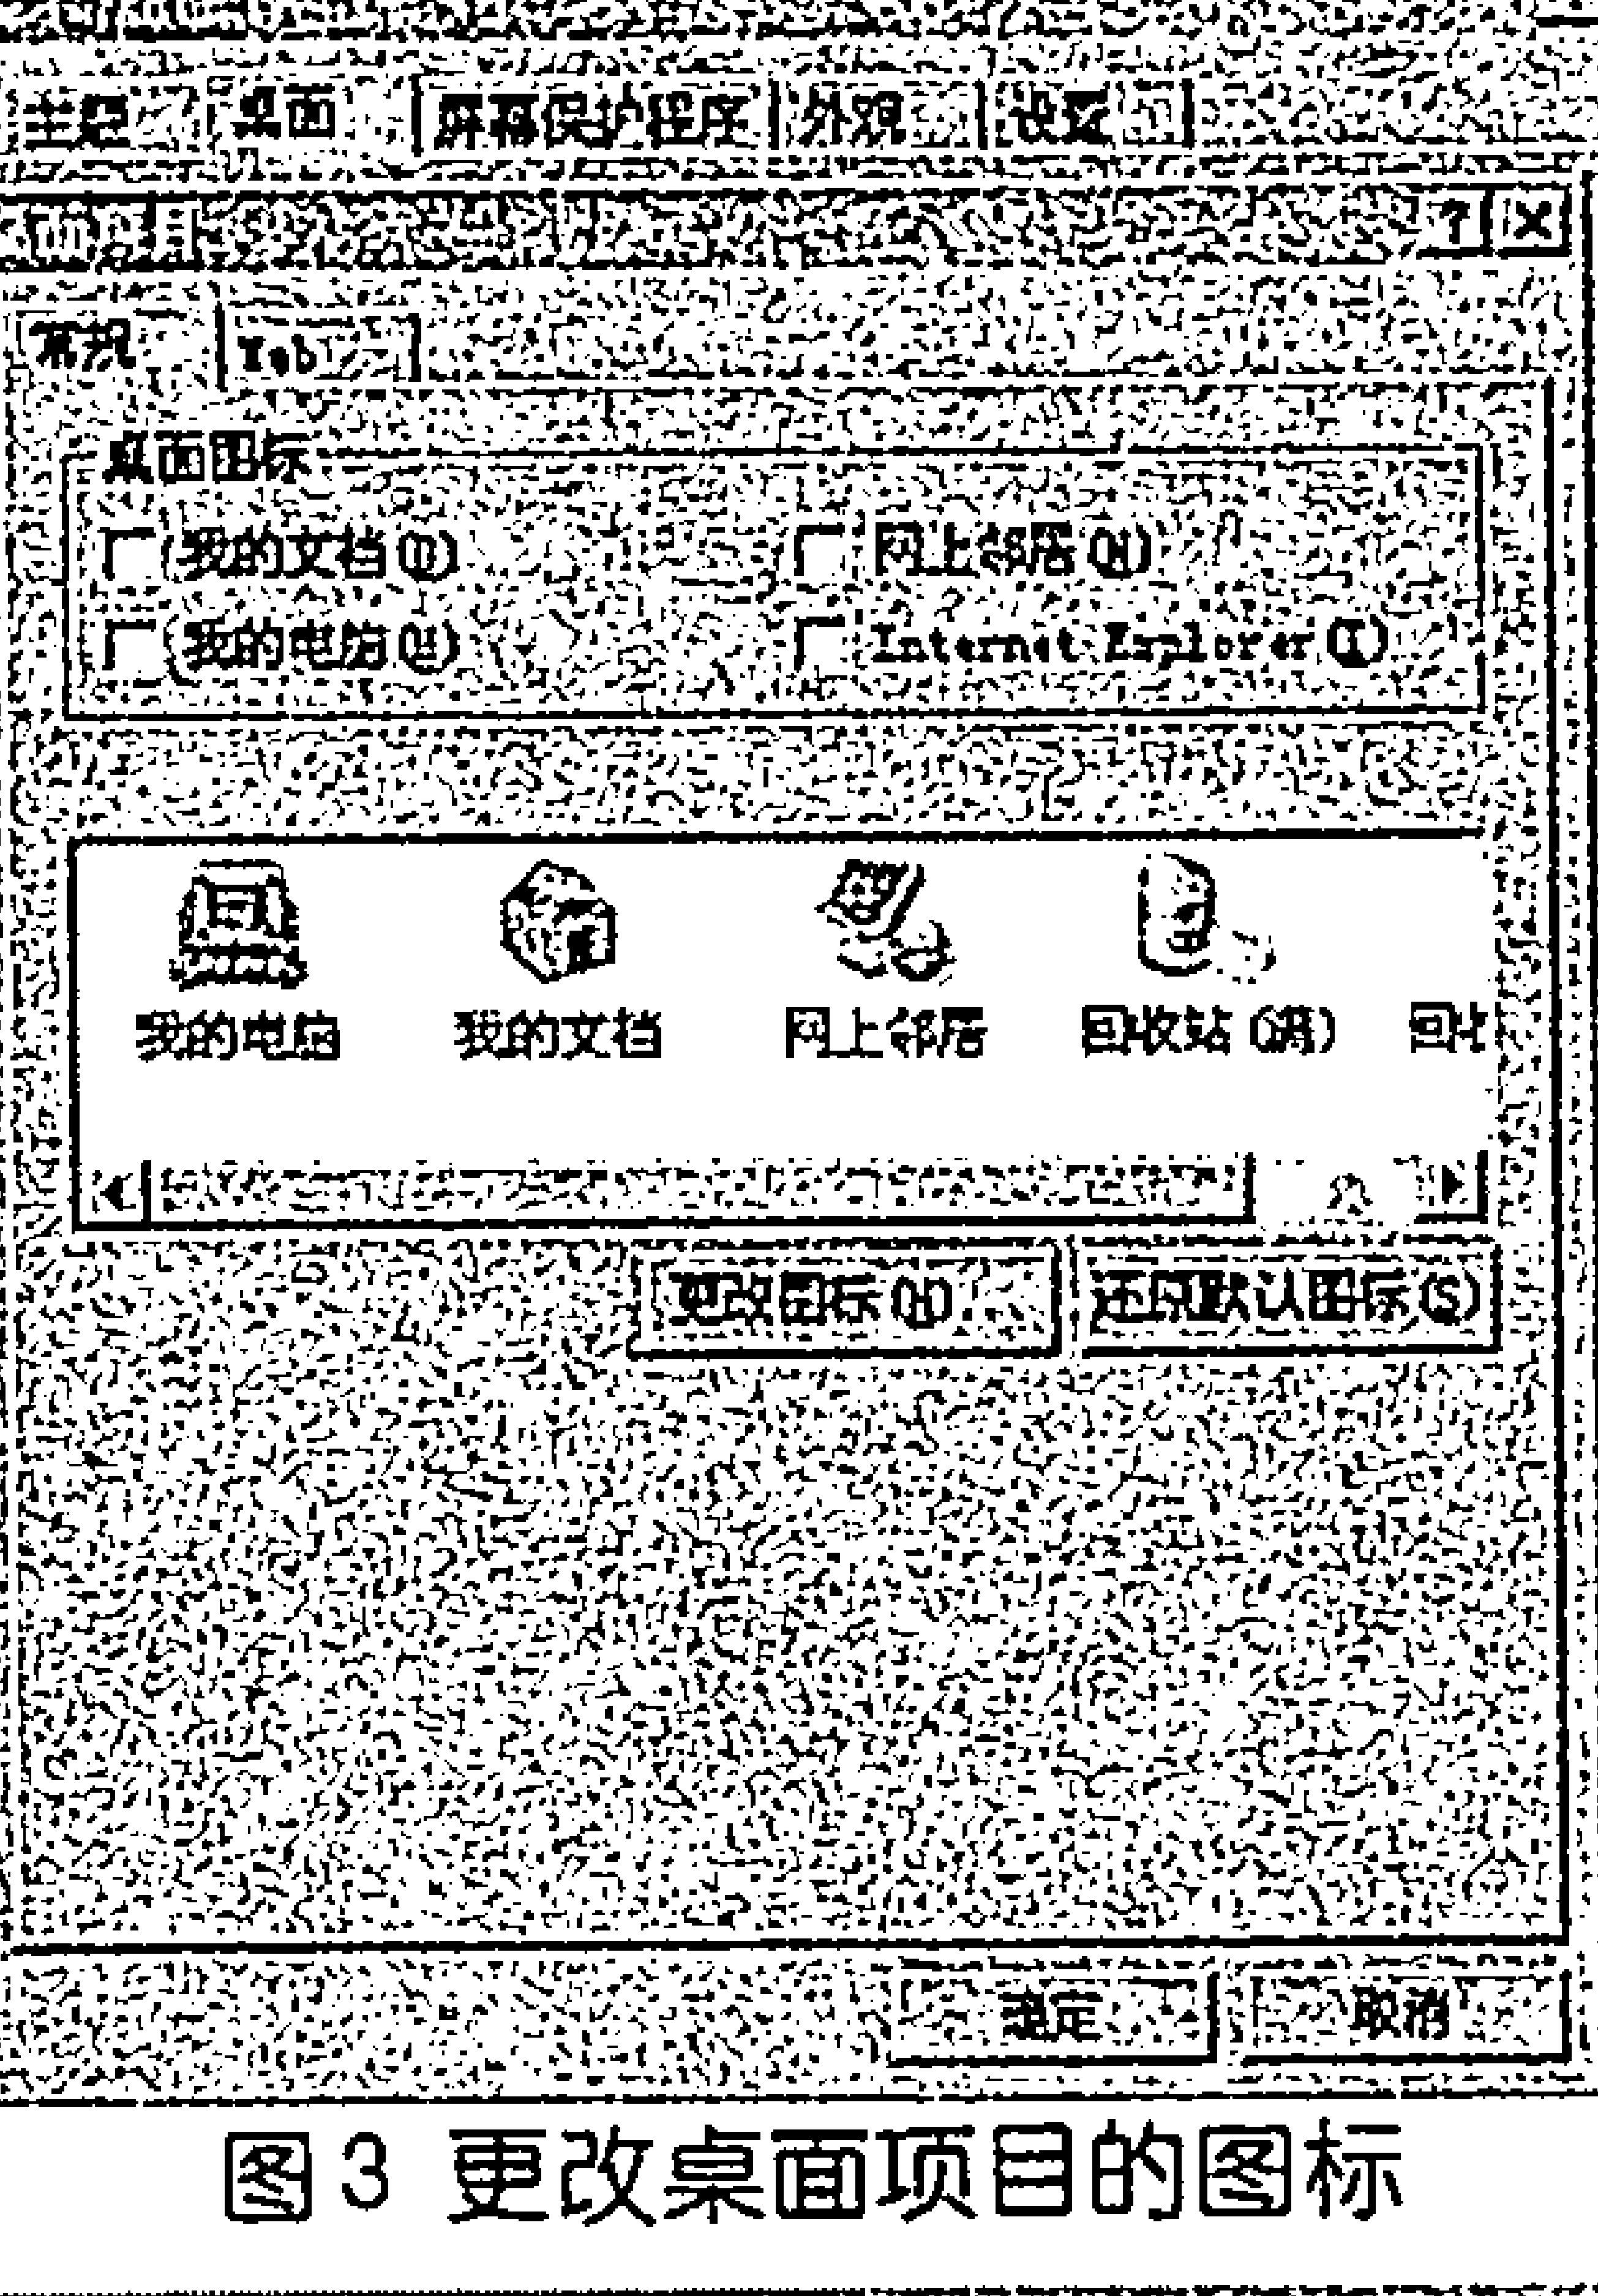 主题 桌面 屏幕保护程序 外观 设置
常规 Web
桌面图标
我的文档(D) 网上邻居(N)
我的电脑(M) Internet Explorer(I)
我的电脑 我的文档 网上邻居 回收站(满) 回收
更改图标(H)... 还原默认图标(S)
确定 取消
图3 更改桌面项目的图标